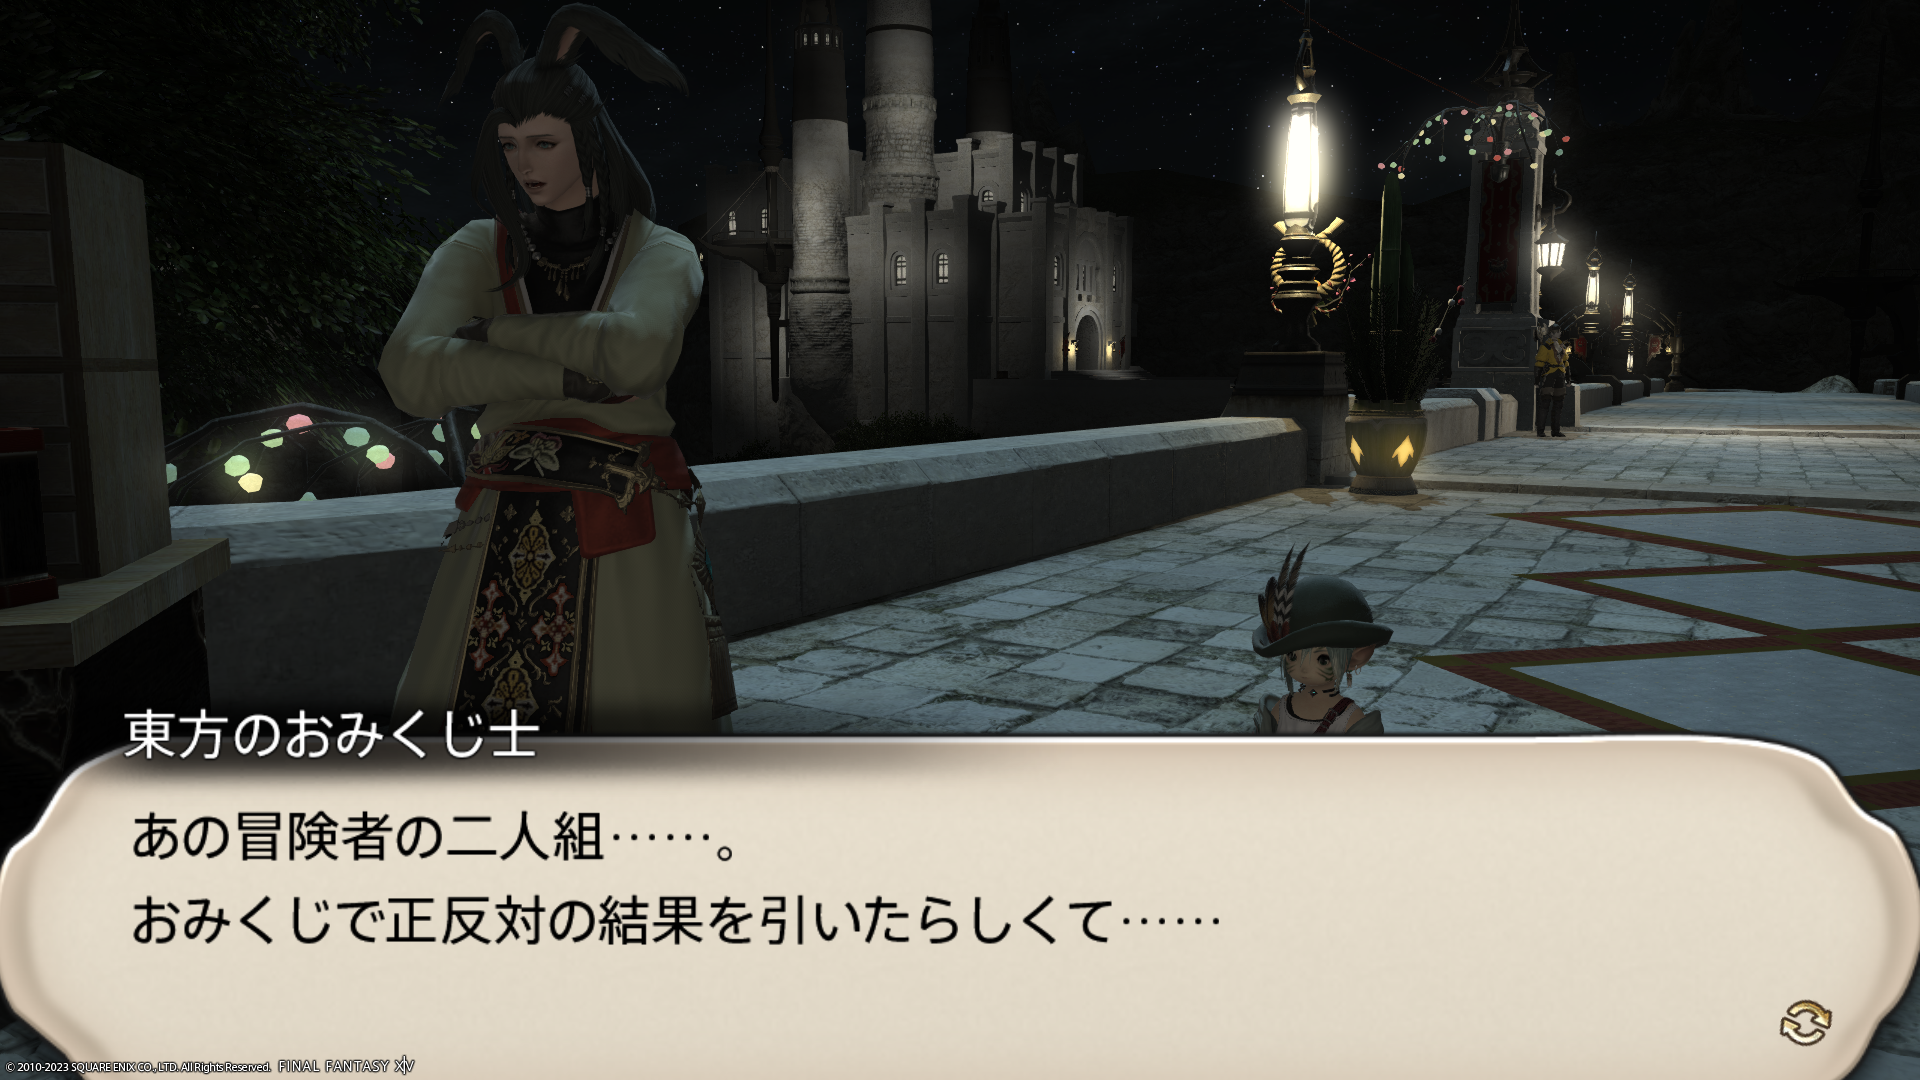 東方のおみくじ士
あの冒険者の二人組……。
おみくじで正反対の結果を引いたらしくて……
© 2010-2023 SQUARE ENIX CO., LTD. All Rights Reserved. FINAL FANTASY XIV